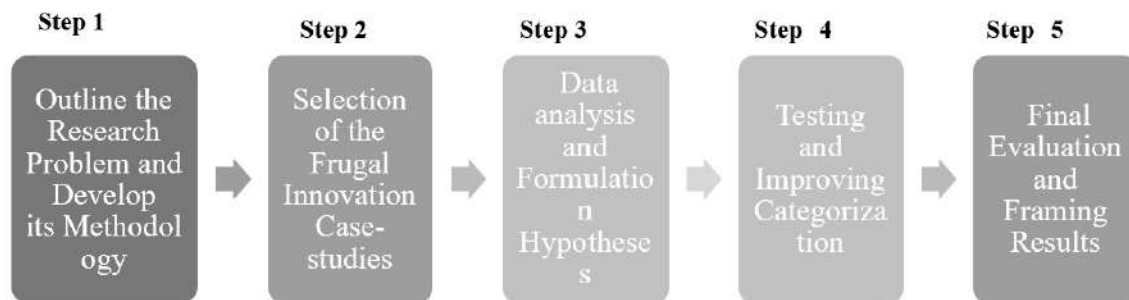 Step 1
Outline the
Research
Problem and
Develop
its Methodol
ogy
Step 2
Selection
of the
Frugal
Innovation
Case-
studies
Step 3
Data
analysis
and
Formulatio
n
Hypothese
s
Step 4
Testing
and
Improving
Categoriza
tion
Step 5
Final
Evaluation
and
Framing
Results